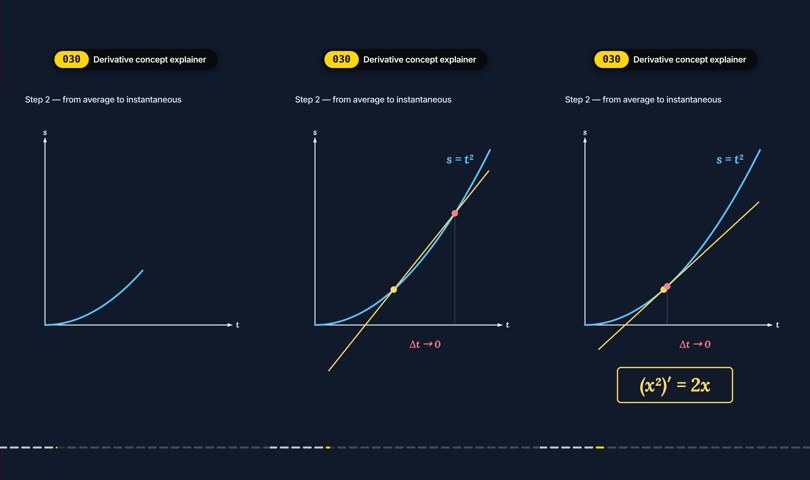 030 Derivative concept explainer
Step 2 — from average to instantaneous
s
t
030 Derivative concept explainer
Step 2 — from average to instantaneous
s
s = t²
t
Δt → 0
030 Derivative concept explainer
Step 2 — from average to instantaneous
s
s = t²
t
Δt → 0
(x²)′ = 2x